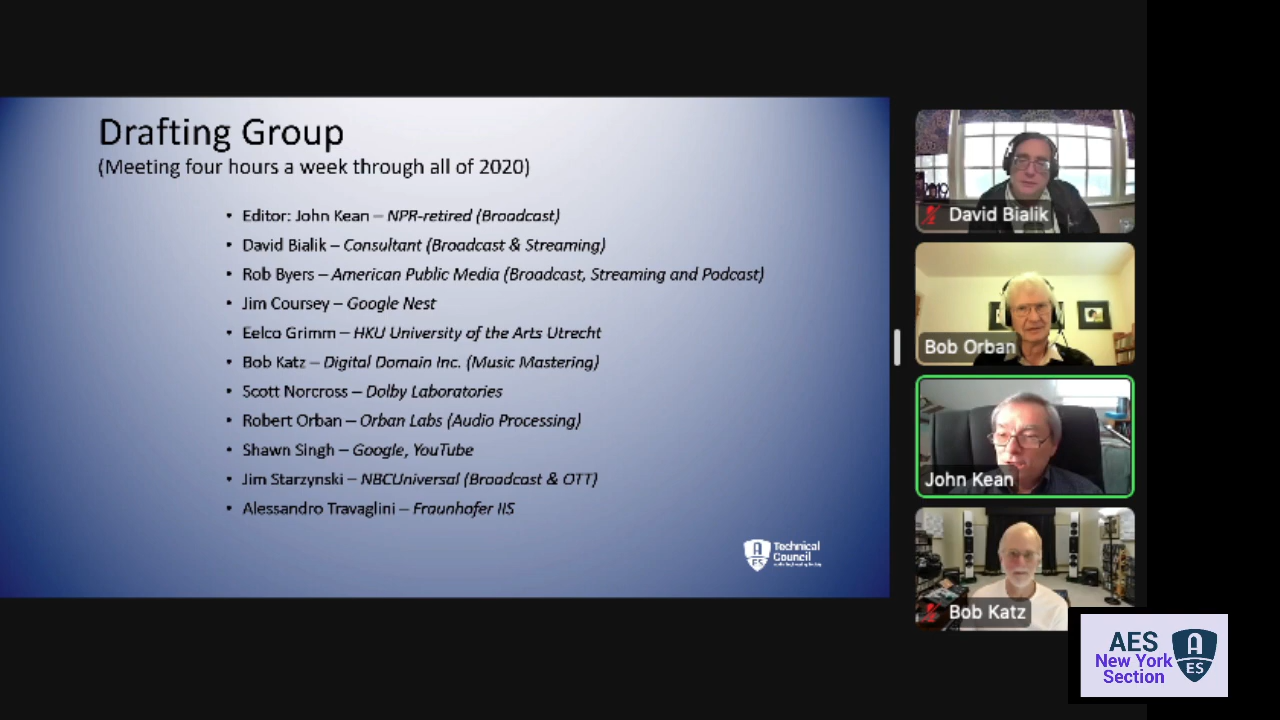 Drafting Group
(Meeting four hours a week through all of 2020)
• Editor: John Kean – NPR-retired (Broadcast)
• David Bialik – Consultant (Broadcast & Streaming)
• Rob Byers – American Public Media (Broadcast, Streaming and Podcast)
• Jim Coursey – Google Nest
• Eelco Grimm – HKU University of the Arts Utrecht
• Bob Katz – Digital Domain Inc. (Music Mastering)
• Scott Norcross – Dolby Laboratories
• Robert Orban – Orban Labs (Audio Processing)
• Shawn Singh – Google, YouTube
• Jim Starzynski – NBCUniversal (Broadcast & OTT)
• Alessandro Travaglini – Fraunhofer IIS
A
ES
Technical
Council
David Bialik
Bob Orban
John Kean
Bob Katz
AES
New York
Section
A
ES